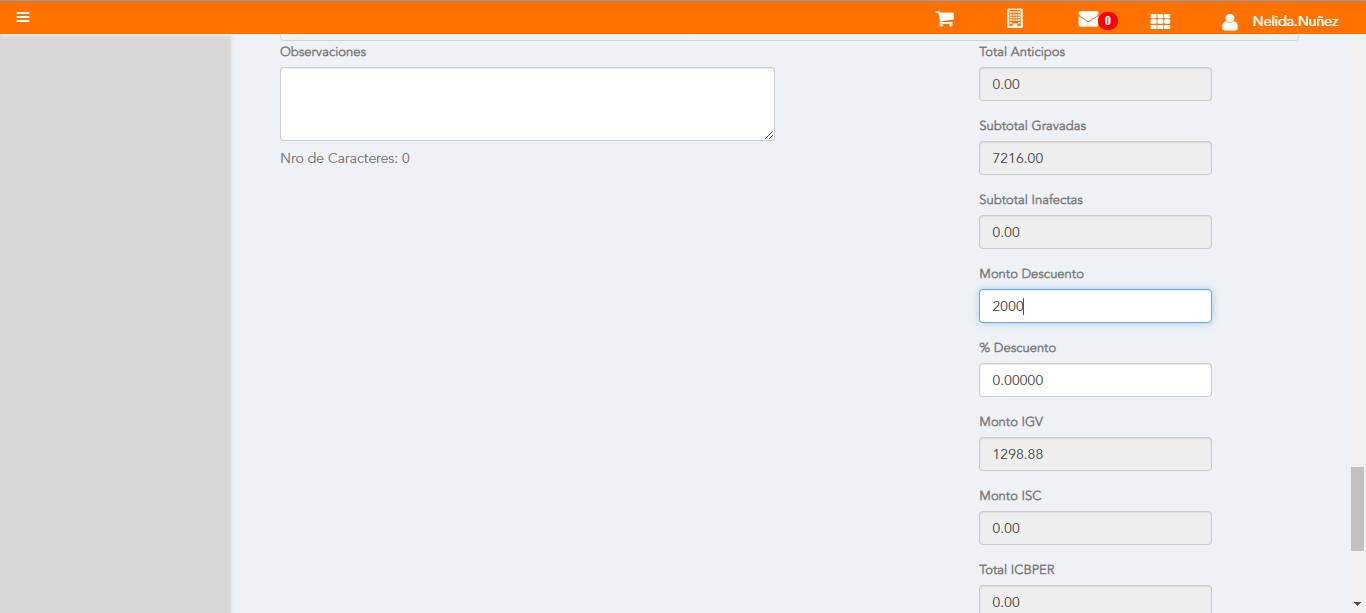 0
Nelida.Nuñez
Observaciones
Nro de Caracteres: 0
Total Anticipos
0.00
Subtotal Gravadas
7216.00
Subtotal Inafectas
0.00
Monto Descuento
2000
% Descuento
0.00000
Monto IGV
1298.88
Monto ISC
0.00
Total ICBPER
0.00